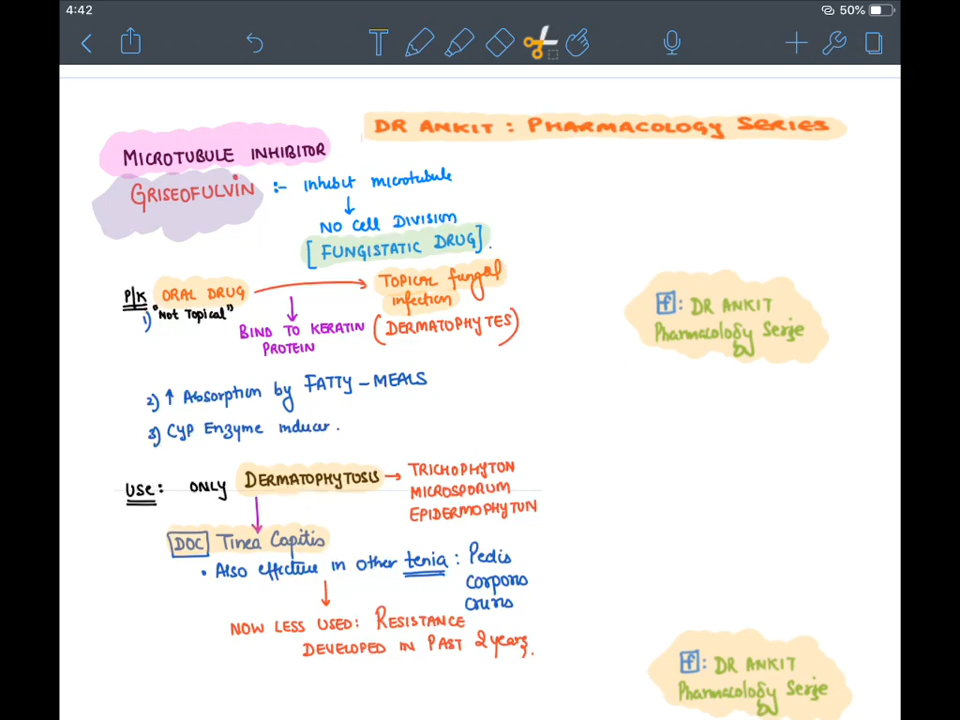 4:42
50%
DR ANKIT : PHARMACOLOGY SERIES
MICROTUBULE INHIBITOR
GRISEOFULVIN :- Inhibit microtubule
↓
NO Cell DIVISION
[FUNGISTATIC DRUG].
P/K ORAL DRUG → TOPICAL fungal infection
1) "Not Topical"
↓
BIND TO KERATIN PROTEIN
(DERMATOPHYTES)
f: DR ANKIT
Pharmacology Serie
2) ↑ Absorption by FATTY-MEALS
3) CYP Enzyme inducer.
USE: ONLY DERMATOPHYTOSIS → TRICHOPHYTON
MICROSPORUM
EPIDERMOPHYTUN
↓
DOC Tinea Capitis
• Also effective in other tenia : Pedis
corporis
cruris
↓
NOW LESS USED: RESISTANCE
DEVELOPED IN PAST 2 years.
f: DR ANKIT
Pharmacology Serie